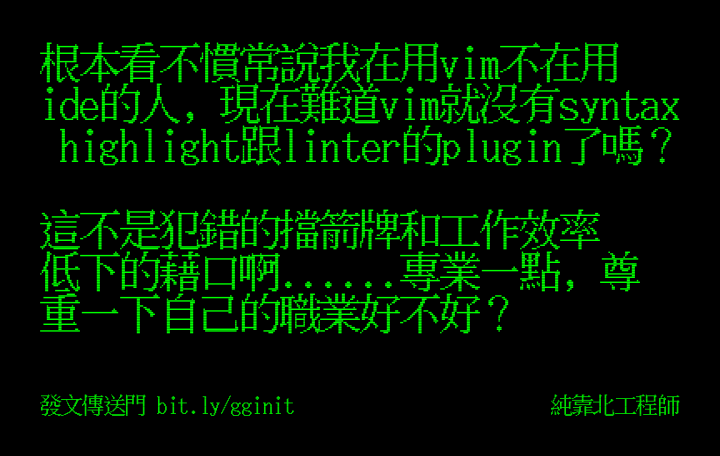 根本看不慣常說我在用vim不在用
ide的人，現在難道vim就沒有syntax
highlight跟linter的plugin了嗎？
這不是犯錯的擋箭牌和工作效率
低下的藉口啊......專業一點，尊
重一下自己的職業好不好？
發文傳送門 bit.ly/gginit
純靠北工程師